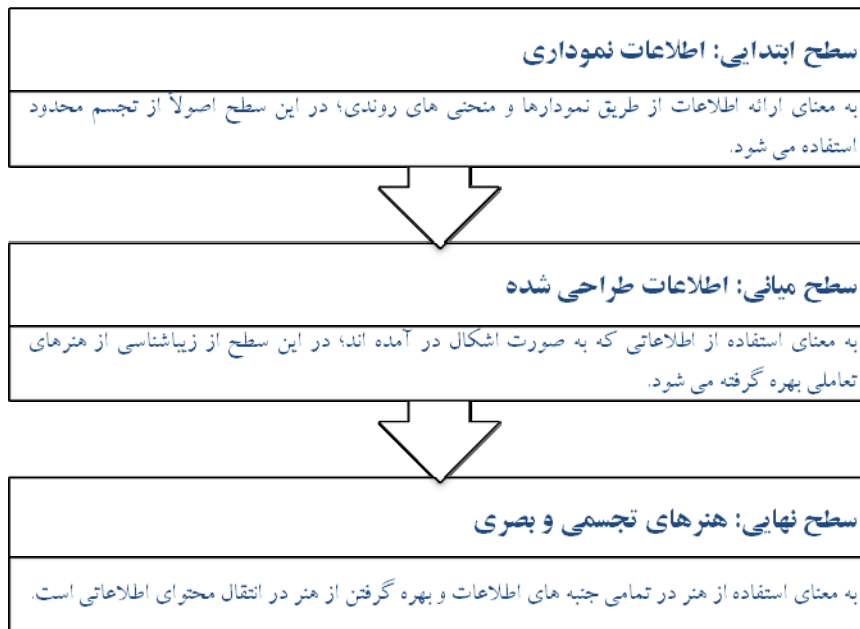 سطح ابتدایی: اطلاعات نموداری
به معنای ارائه اطلاعات از طریق نمودارها و منحنی های روندی؛ در این سطح اصولاً از تجسم محدود
استفاده می شود.
سطح میانی: اطلاعات طراحی شده
به معنای استفاده از اطلاعاتی که به صورت اشکال در آمده اند؛ در این سطح از زیباشناسی از هنرهای
تعاملی بهره گرفته می شود.
سطح نهایی: هنرهای تجسمی و بصری
به معنای استفاده از هنر در تمامی جنبه های اطلاعات و بهره گرفتن از هنر در انتقال محتوای اطلاعاتی است.